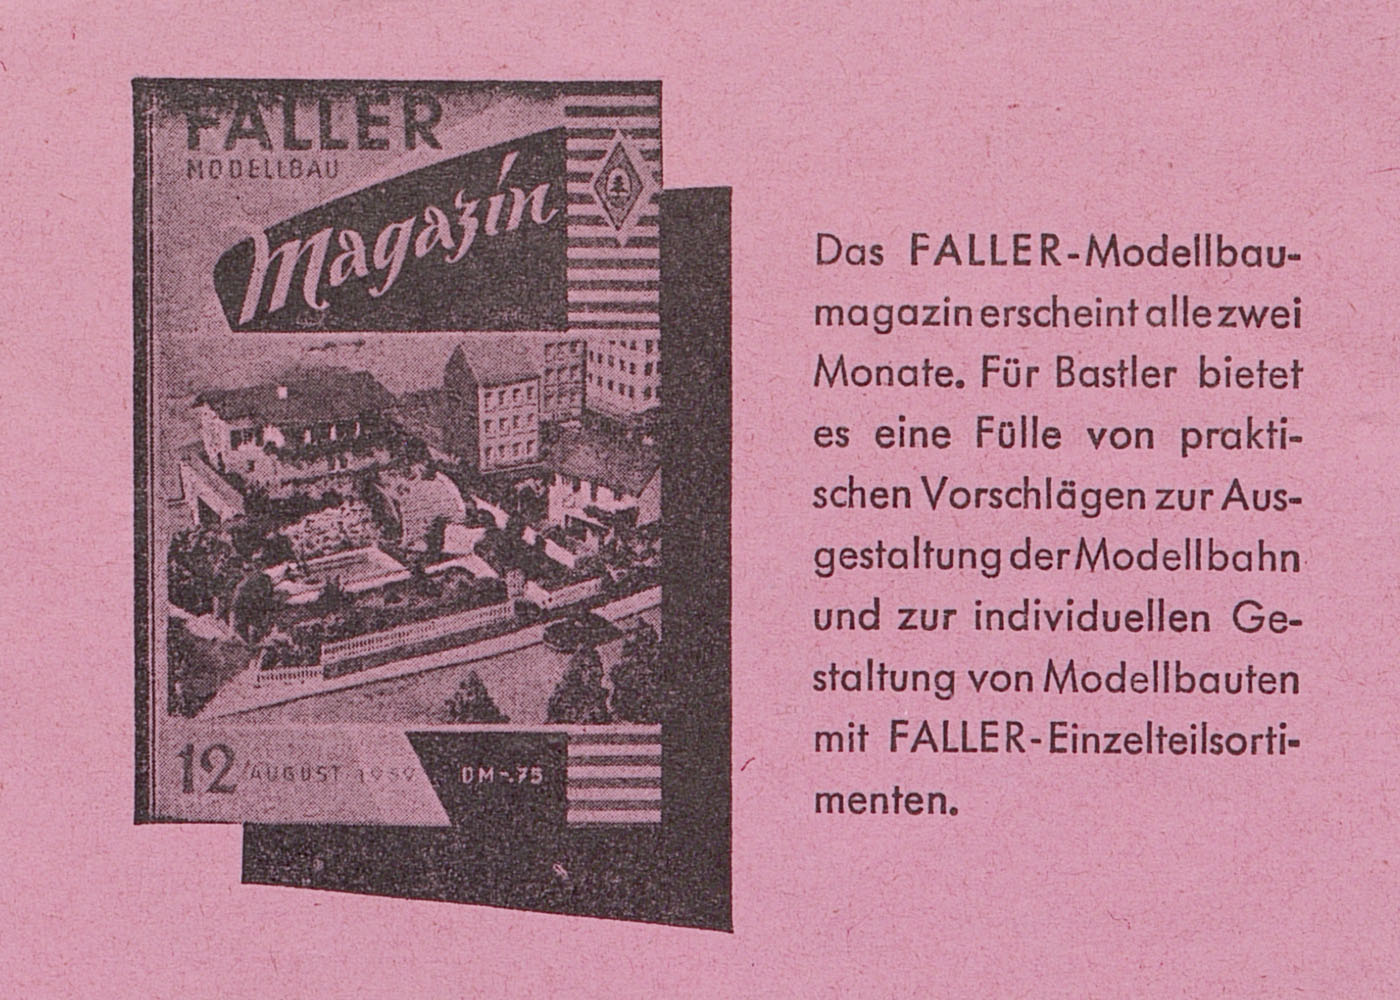 FALLER
MODELLBAU
Magazin
12/AUGUST 1959
DM -.75
Das FALLER-Modellbau-
magazin erscheint alle zwei
Monate. Für Bastler bietet
es eine Fülle von prakti-
schen Vorschlägen zur Aus-
gestaltung der Modellbahn
und zur individuellen Ge-
staltung von Modellbauten
mit FALLER-Einzelteilsorti-
menten.